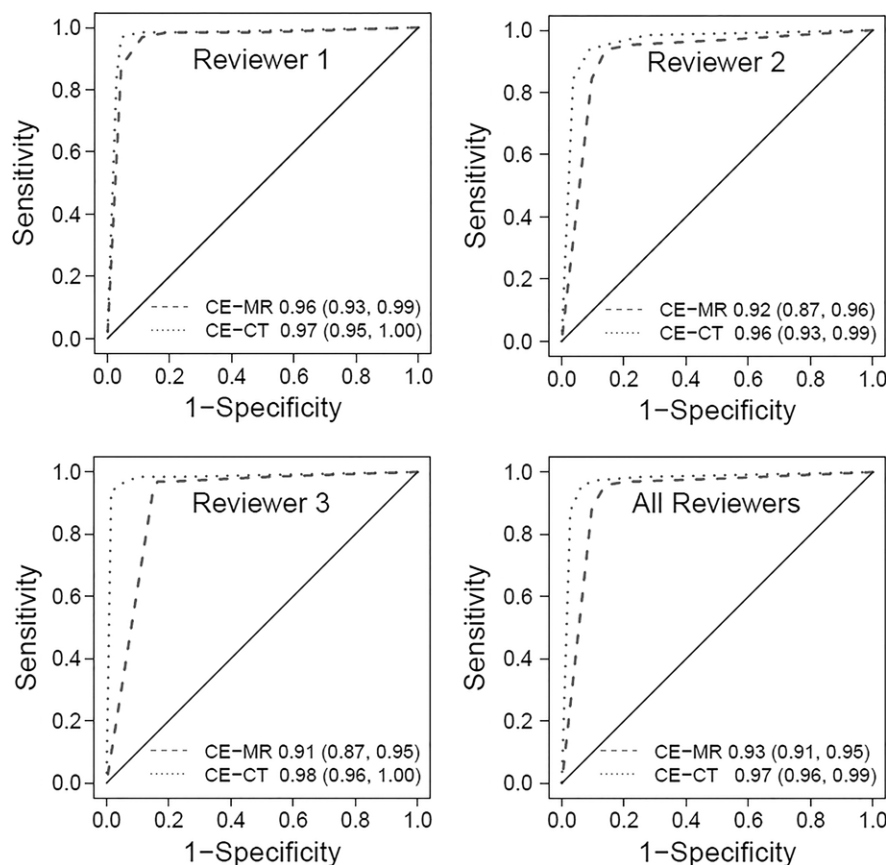 Reviewer 1
Sensitivity
1.0
0.8
0.6
0.4
0.2
0.0
CE-MR 0.96 (0.93, 0.99)
CE-CT 0.97 (0.95, 1.00)
0.0 0.2 0.4 0.6 0.8 1.0
1-Specificity
Reviewer 2
Sensitivity
1.0
0.8
0.6
0.4
0.2
0.0
CE-MR 0.92 (0.87, 0.96)
CE-CT 0.96 (0.93, 0.99)
0.0 0.2 0.4 0.6 0.8 1.0
1-Specificity
Reviewer 3
Sensitivity
1.0
0.8
0.6
0.4
0.2
0.0
CE-MR 0.91 (0.87, 0.95)
CE-CT 0.98 (0.96, 1.00)
0.0 0.2 0.4 0.6 0.8 1.0
1-Specificity
All Reviewers
Sensitivity
1.0
0.8
0.6
0.4
0.2
0.0
CE-MR 0.93 (0.91, 0.95)
CE-CT 0.97 (0.96, 0.99)
0.0 0.2 0.4 0.6 0.8 1.0
1-Specificity